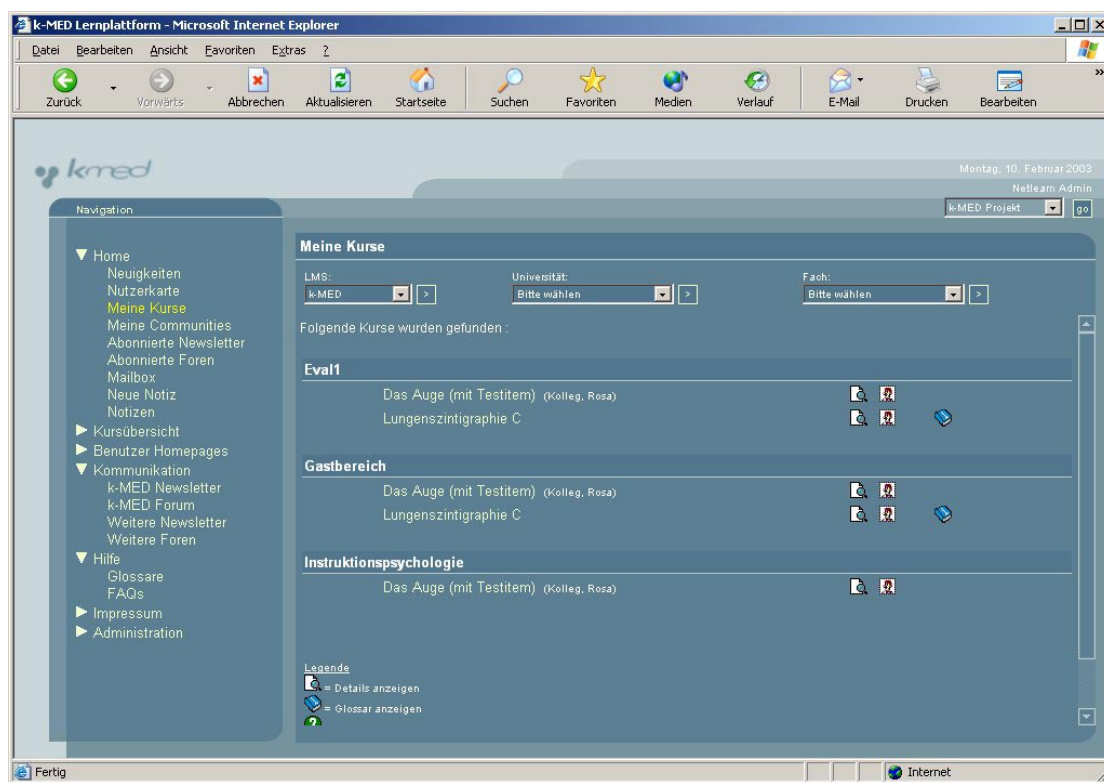 k-MED Lernplattform - Microsoft Internet Explorer
Datei Bearbeiten Ansicht Favoriten Extras ?
Zurück Vorwärts Abbrechen Aktualisieren Startseite Suchen Favoriten Medien Verlauf E-Mail Drucken Bearbeiten »
kmed
Montag, 10. Februar 2003
Netlearn Admin
k-MED Projekt go
Navigation
Home
Neuigkeiten
Nutzerkarte
Meine Kurse
Meine Communities
Abonnierte Newsletter
Abonnierte Foren
Mailbox
Neue Notiz
Notizen
Kursübersicht
Benutzer Homepages
Kommunikation
k-MED Newsletter
k-MED Forum
Weitere Newsletter
Weitere Foren
Hilfe
Glossare
FAQs
Impressum
Administration
Meine Kurse
LMS: Universität: Fach:
k-MED > Bitte wählen > Bitte wählen >
Folgende Kurse wurden gefunden :
Eval1
Das Auge (mit Testitem) (Kolleg, Rosa)
Lungenszintigraphie C
Gastbereich
Das Auge (mit Testitem) (Kolleg, Rosa)
Lungenszintigraphie C
Instruktionspsychologie
Das Auge (mit Testitem) (Kolleg, Rosa)
Legende
= Details anzeigen
= Glossar anzeigen
?
Fertig Internet